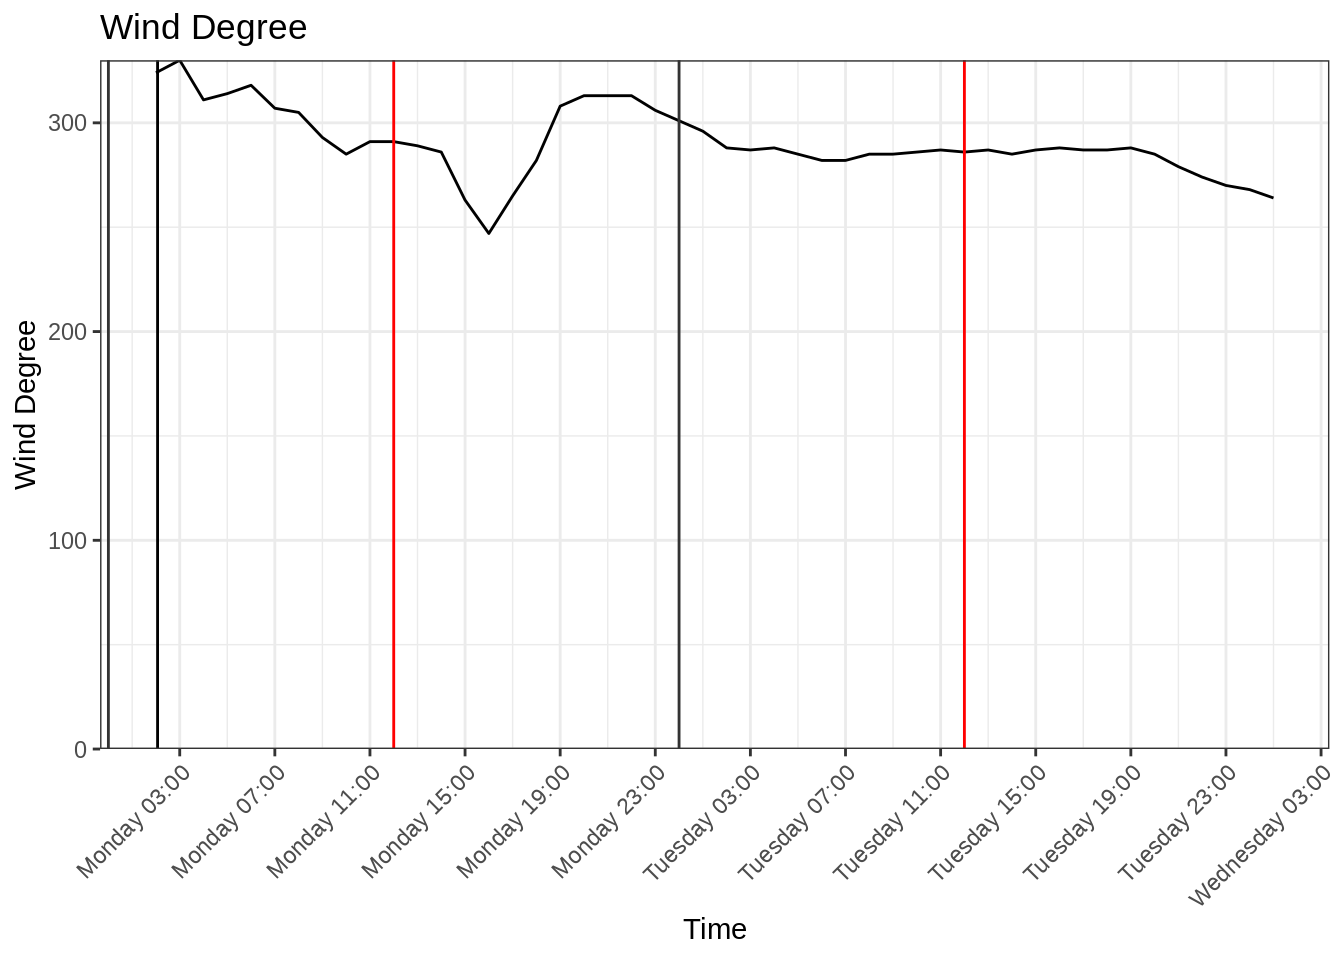 Wind Degree
Wind Degree
300
200
100
0
Monday 03:00
Monday 07:00
Monday 11:00
Monday 15:00
Monday 19:00
Monday 23:00
Tuesday 03:00
Tuesday 07:00
Tuesday 11:00
Tuesday 15:00
Tuesday 19:00
Tuesday 23:00
Wednesday 03:00
Time